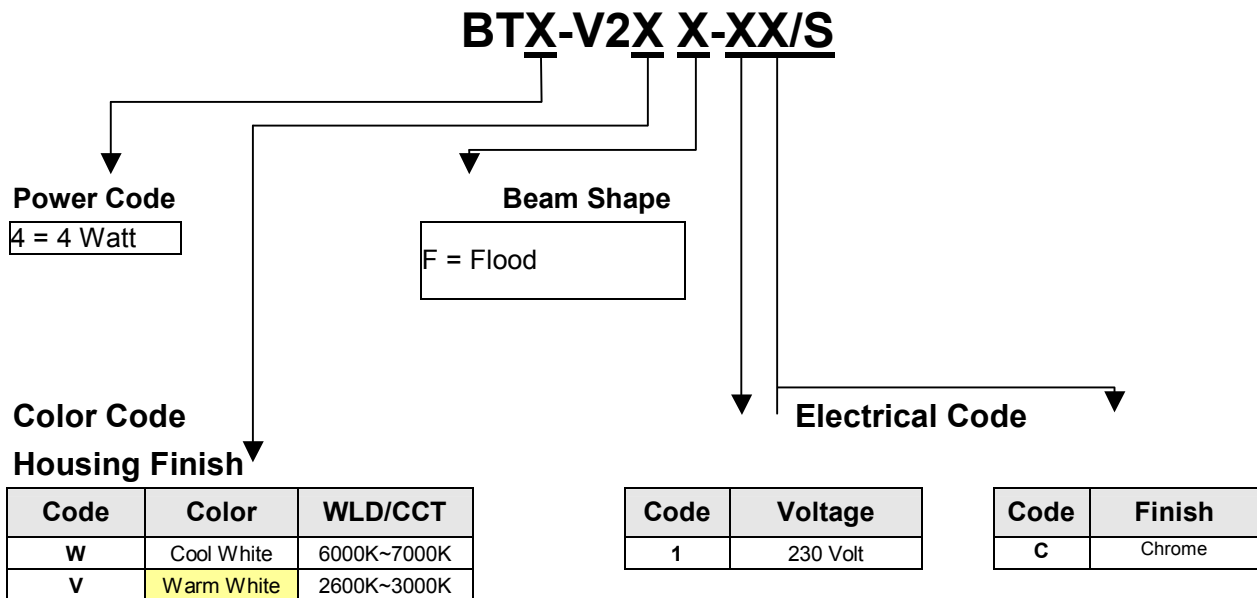 BTX-V2X X-XX/S
Power Code
4 = 4 Watt
Beam Shape
F = Flood
Color Code
Housing Finish
Electrical Code
Code Color WLD/CCT
W Cool White 6000K~7000K
V Warm White 2600K~3000K
Code Voltage
1 230 Volt
Code Finish
C Chrome